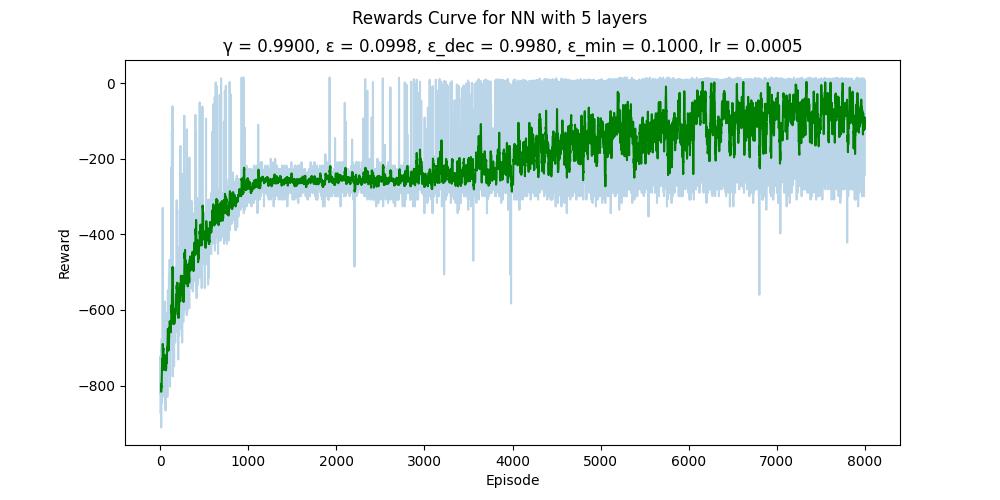 Rewards Curve for NN with 5 layers
γ = 0.9900, ε = 0.0998, ε_dec = 0.9980, ε_min = 0.1000, lr = 0.0005
0
−200
−400
−600
−800
Reward
0 1000 2000 3000 4000 5000 6000 7000 8000
Episode